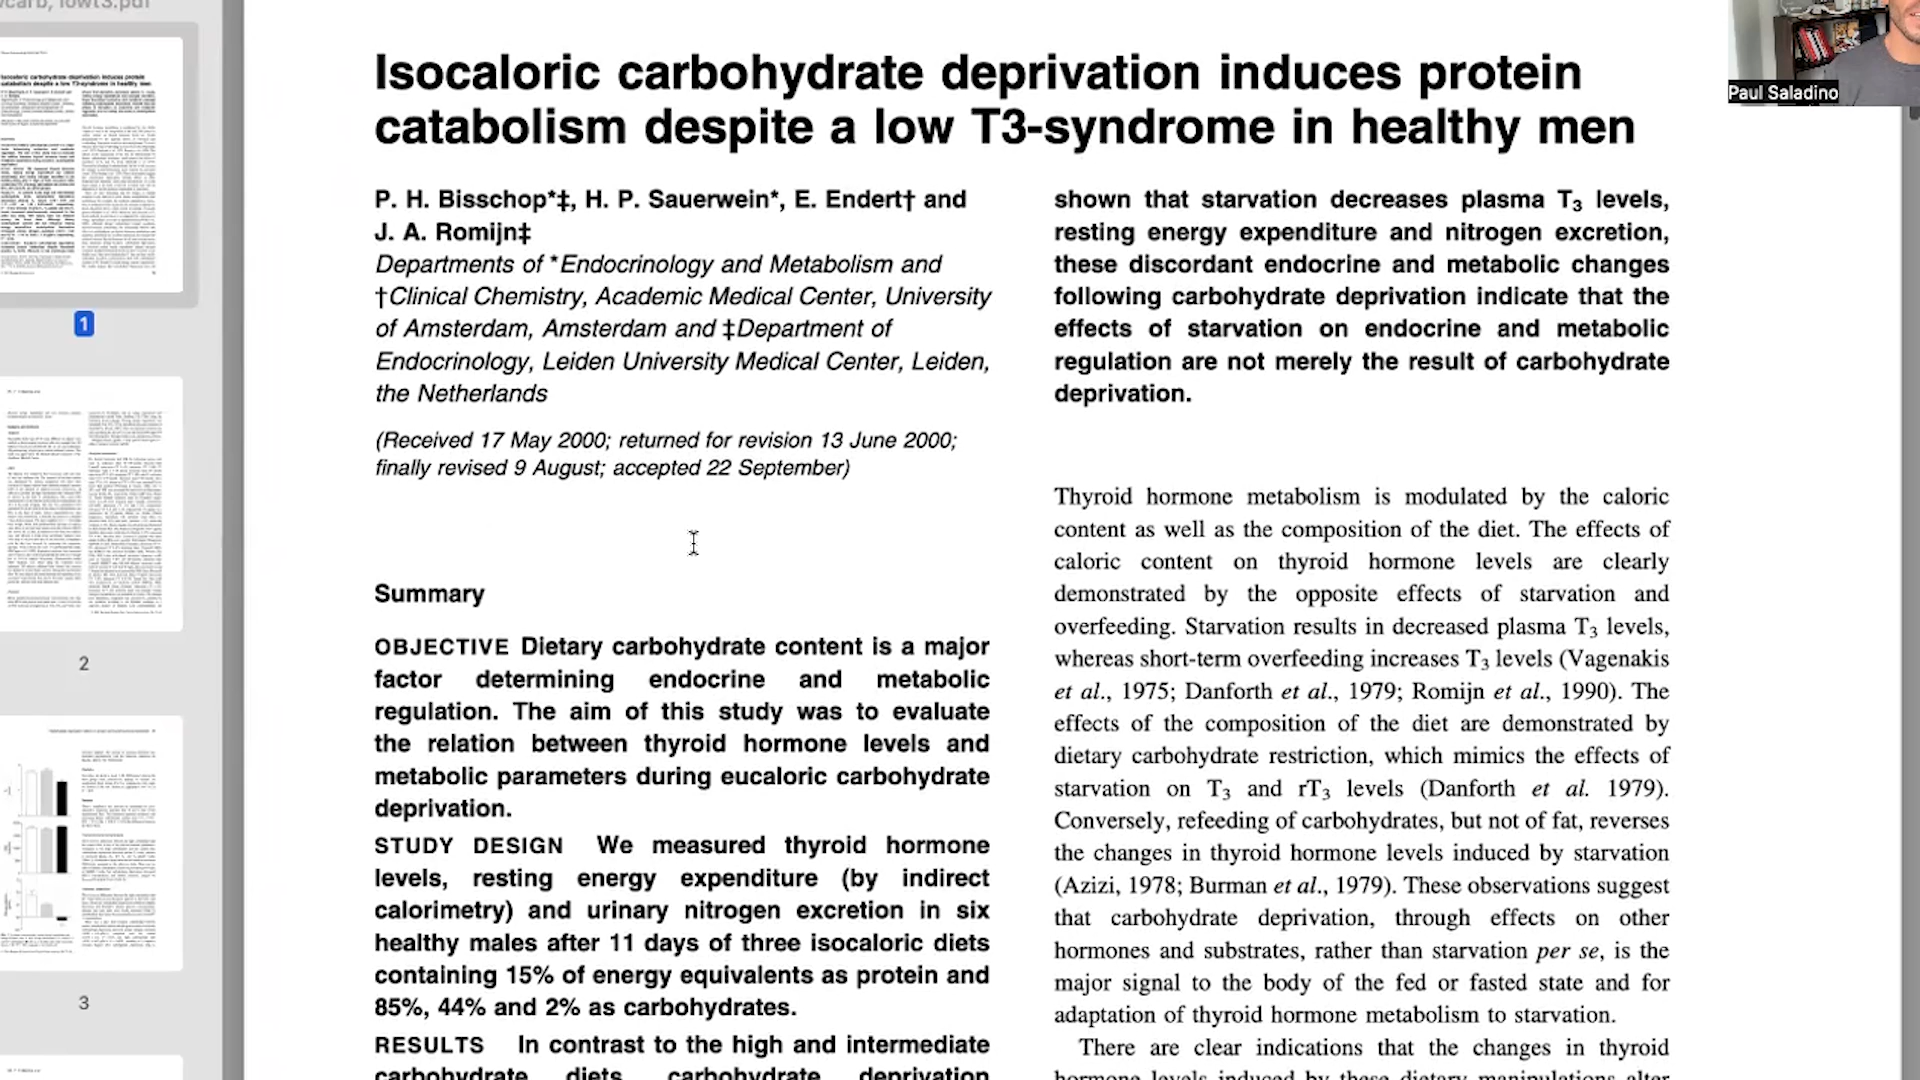 lowt3.pdf
Isocaloric carbohydrate deprivation induces protein
catabolism despite a low T3-syndrome in healthy men
P. H. Bisschop*‡, H. P. Sauerwein*, E. Endert† and
J. A. Romijn‡
Departments of *Endocrinology and Metabolism and
†Clinical Chemistry, Academic Medical Center, University
of Amsterdam, Amsterdam and ‡Department of
Endocrinology, Leiden University Medical Center, Leiden,
the Netherlands
(Received 17 May 2000; returned for revision 13 June 2000;
finally revised 9 August; accepted 22 September)
Summary
OBJECTIVE Dietary carbohydrate content is a major
factor determining endocrine and metabolic
regulation. The aim of this study was to evaluate
the relation between thyroid hormone levels and
metabolic parameters during eucaloric carbohydrate
deprivation.
STUDY DESIGN We measured thyroid hormone
levels, resting energy expenditure (by indirect
calorimetry) and urinary nitrogen excretion in six
healthy males after 11 days of three isocaloric diets
containing 15% of energy equivalents as protein and
85%, 44% and 2% as carbohydrates.
RESULTS In contrast to the high and intermediate
carbohydrate diets, carbohydrate deprivation
shown that starvation decreases plasma T3 levels,
resting energy expenditure and nitrogen excretion,
these discordant endocrine and metabolic changes
following carbohydrate deprivation indicate that the
effects of starvation on endocrine and metabolic
regulation are not merely the result of carbohydrate
deprivation.
Thyroid hormone metabolism is modulated by the caloric
content as well as the composition of the diet. The effects of
caloric content on thyroid hormone levels are clearly
demonstrated by the opposite effects of starvation and
overfeeding. Starvation results in decreased plasma T3 levels,
whereas short-term overfeeding increases T3 levels (Vagenakis
et al., 1975; Danforth et al., 1979; Romijn et al., 1990). The
effects of the composition of the diet are demonstrated by
dietary carbohydrate restriction, which mimics the effects of
starvation on T3 and rT3 levels (Danforth et al. 1979).
Conversely, refeeding of carbohydrates, but not of fat, reverses
the changes in thyroid hormone levels induced by starvation
(Azizi, 1978; Burman et al., 1979). These observations suggest
that carbohydrate deprivation, through effects on other
hormones and substrates, rather than starvation per se, is the
major signal to the body of the fed or fasted state and for
adaptation of thyroid hormone metabolism to starvation.
There are clear indications that the changes in thyroid
hormone levels induced by these dietary manipulations alter
Paul Saladino
1
2
3